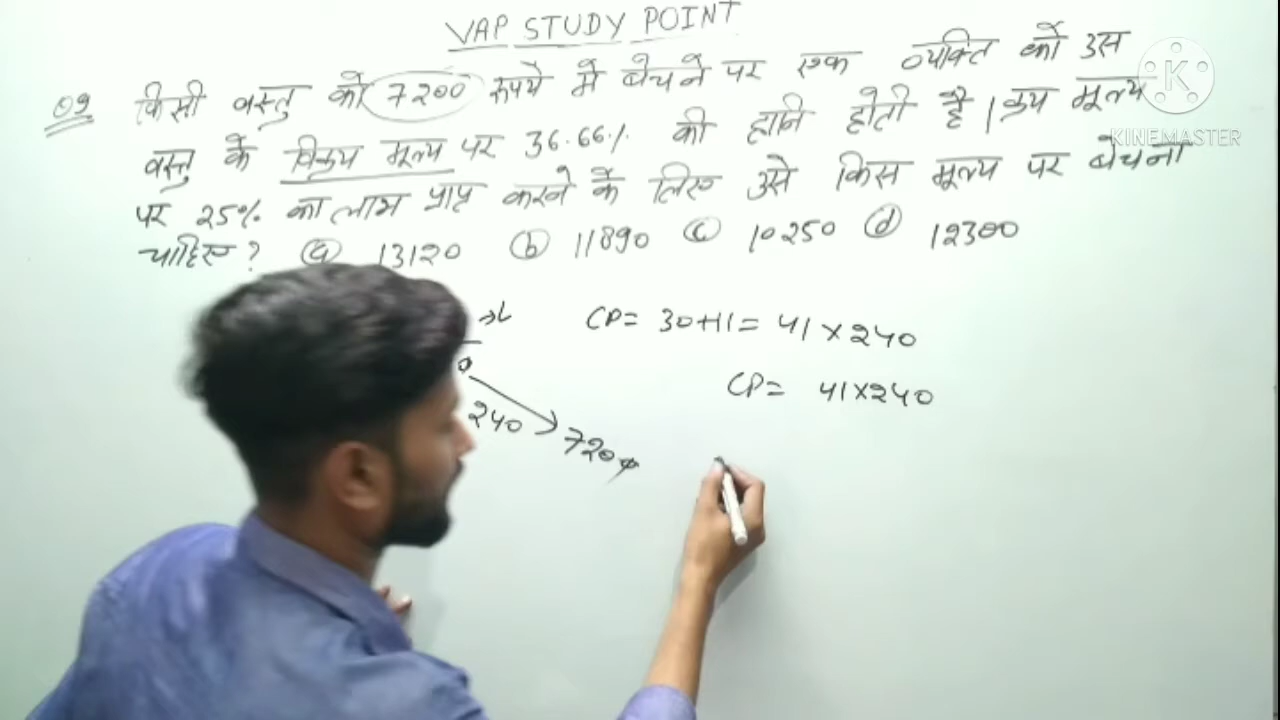 VAP STUDY POINT
09 किसी वस्तु को 7200 रुपये में बेचने पर एक व्यक्ति को उस
वस्तु के विक्रय मूल्य पर 36.66% की हानि होती है। क्रय मूल्य
पर 25% का लाभ प्राप्त करने के लिए उसे किस मूल्य पर बेचना
चाहिए? ⓐ 13120 ⓑ 11890 ⓒ 10250 ⓓ 12300
→L CP= 30+11= 41×240
CP= 41×240
240 7200
K
KINEMASTER